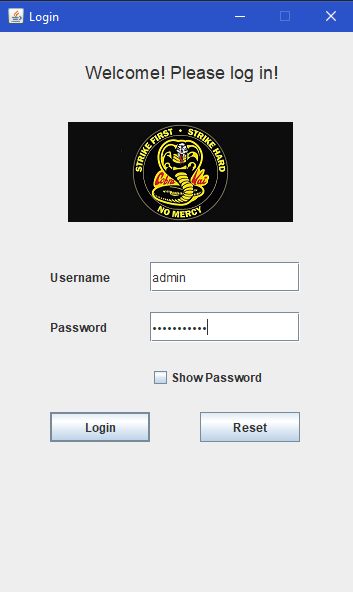 Login
Welcome! Please log in!
STRIKE FIRST • STRIKE HARD
Cobra Kai
NO MERCY
Username
admin
Password
•••••••••••
Show Password
Login
Reset